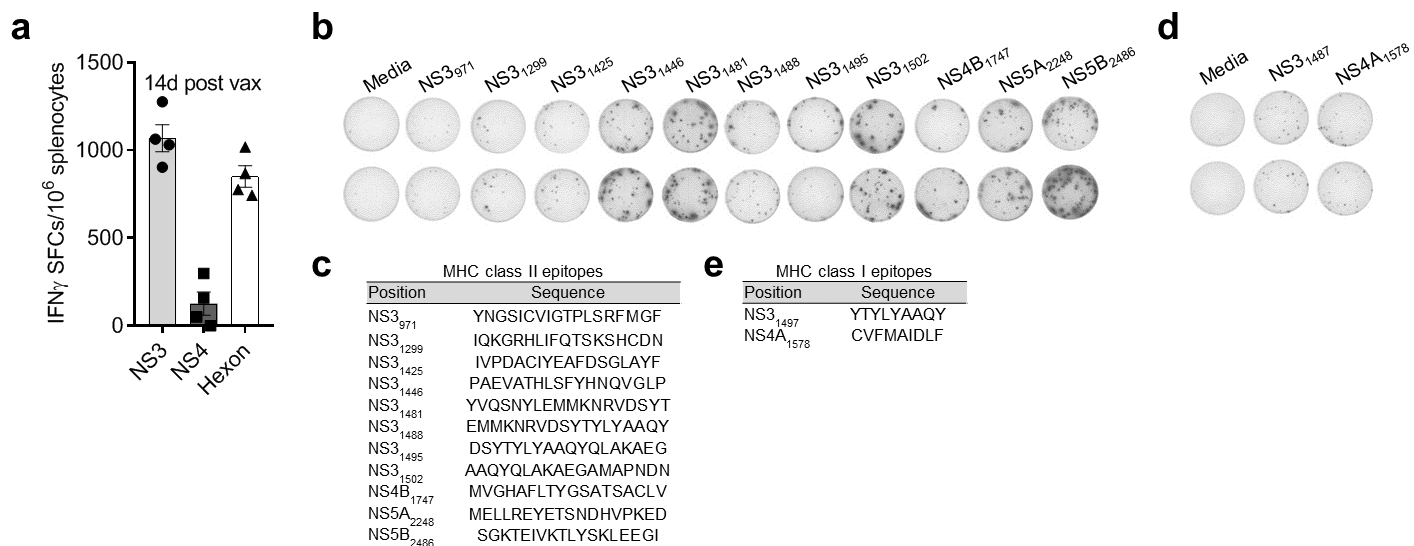 a
IFNγ SFCs/10⁶ splenocytes
1500
1000
500
0
14d post vax
NS3
NS4
Hexon
b
Media
NS3₉₇₁
NS3₁₂₉₉
NS3₁₄₂₅
NS3₁₄₄₆
NS3₁₄₈₁
NS3₁₄₈₈
NS3₁₄₉₅
NS3₁₅₀₂
NS4B₁₇₄₇
NS5A₂₂₄₈
NS5B₂₄₈₆
c
MHC class II epitopes
Position Sequence
NS3₉₇₁ YNGSICVIGTPLSRFMGF
NS3₁₂₉₉ IQKGRHLIFQTSKSHCDN
NS3₁₄₂₅ IVPDACIYEAFDSGLAYF
NS3₁₄₄₆ PAEVATHLSFYHNQVGLP
NS3₁₄₈₁ YVQSNYLEMMKNRVDSYT
NS3₁₄₈₈ EMMKNRVDSYTYLYAAQY
NS3₁₄₉₅ DSYTYLYAAQYQLAKAEG
NS3₁₅₀₂ AAQYQLAKAEGAMAPNDN
NS4B₁₇₄₇ MVGHAFLTYGSATSACLV
NS5A₂₂₄₈ MELLREYETSNDHVPKED
NS5B₂₄₈₆ SGKTEIVKTLYSKLEEGI
d
Media
NS3₁₄₈₇
NS4A₁₅₇₈
e
MHC class I epitopes
Position Sequence
NS3₁₄₉₇ YTYLYAAQY
NS4A₁₅₇₈ CVFMAIDLF